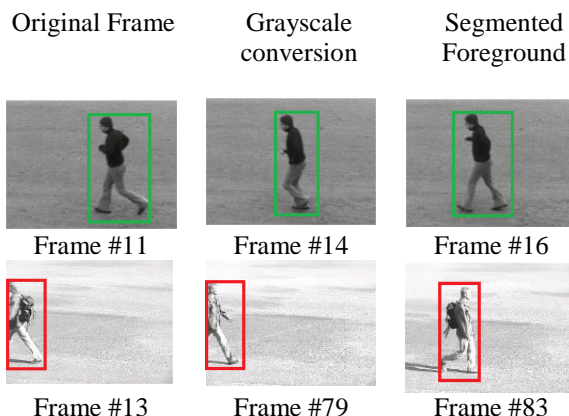 Original Frame
Grayscale conversion
Segmented Foreground
Frame #11
Frame #14
Frame #16
Frame #13
Frame #79
Frame #83